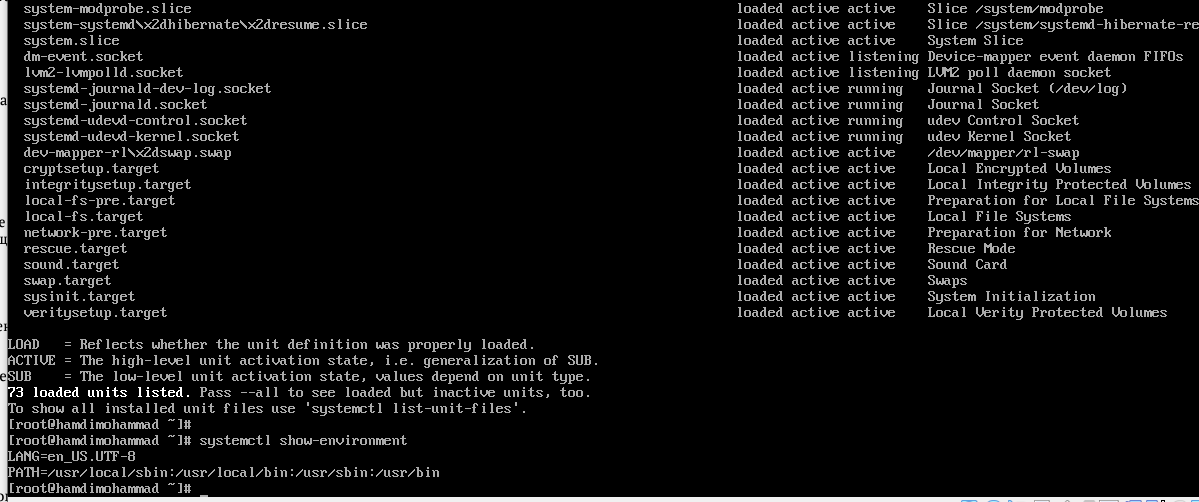 system-modprobe.slice loaded active active Slice /system/modprobe
system-systemd\x2dhibernate\x2dresume.slice loaded active active Slice /system/systemd-hibernate-re
system.slice loaded active active System Slice
dm-event.socket loaded active listening Device-mapper event daemon FIFOs
lvm2-lvmpolld.socket loaded active listening LVM2 poll daemon socket
systemd-journald-dev-log.socket loaded active running Journal Socket (/dev/log)
systemd-journald.socket loaded active running Journal Socket
systemd-udevd-control.socket loaded active running udev Control Socket
systemd-udevd-kernel.socket loaded active running udev Kernel Socket
dev-mapper-rl\x2dswap.swap loaded active active /dev/mapper/rl-swap
cryptsetup.target loaded active active Local Encrypted Volumes
integritysetup.target loaded active active Local Integrity Protected Volumes
local-fs-pre.target loaded active active Preparation for Local File Systems
local-fs.target loaded active active Local File Systems
network-pre.target loaded active active Preparation for Network
rescue.target loaded active active Rescue Mode
sound.target loaded active active Sound Card
swap.target loaded active active Swaps
sysinit.target loaded active active System Initialization
veritysetup.target loaded active active Local Verity Protected Volumes
LOAD = Reflects whether the unit definition was properly loaded.
ACTIVE = The high-level unit activation state, i.e. generalization of SUB.
SUB = The low-level unit activation state, values depend on unit type.
73 loaded units listed. Pass --all to see loaded but inactive units, too.
To show all installed unit files use 'systemctl list-unit-files'.
[root@hamdimohammad ~]#
[root@hamdimohammad ~]# systemctl show-environment
LANG=en_US.UTF-8
PATH=/usr/local/sbin:/usr/local/bin:/usr/sbin:/usr/bin
[root@hamdimohammad ~]# _